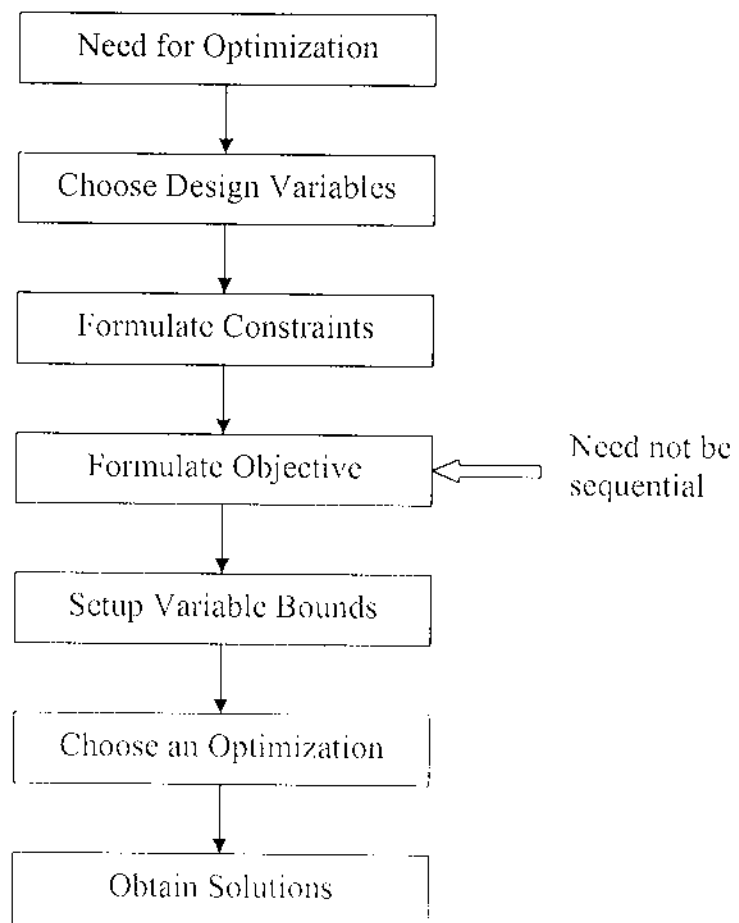 Need for Optimization
Choose Design Variables
Formulate Constraints
Formulate Objective
Need not be
sequential
Setup Variable Bounds
Choose an Optimization
Obtain Solutions